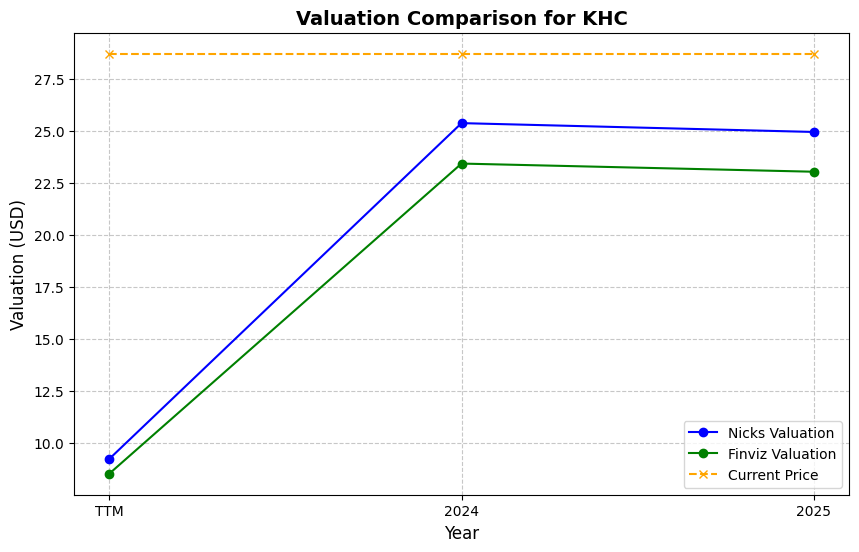 Valuation Comparison for KHC
Valuation (USD)
27.5
25.0
22.5
20.0
17.5
15.0
12.5
10.0
TTM
2024
2025
Year
Nicks Valuation
Finviz Valuation
Current Price